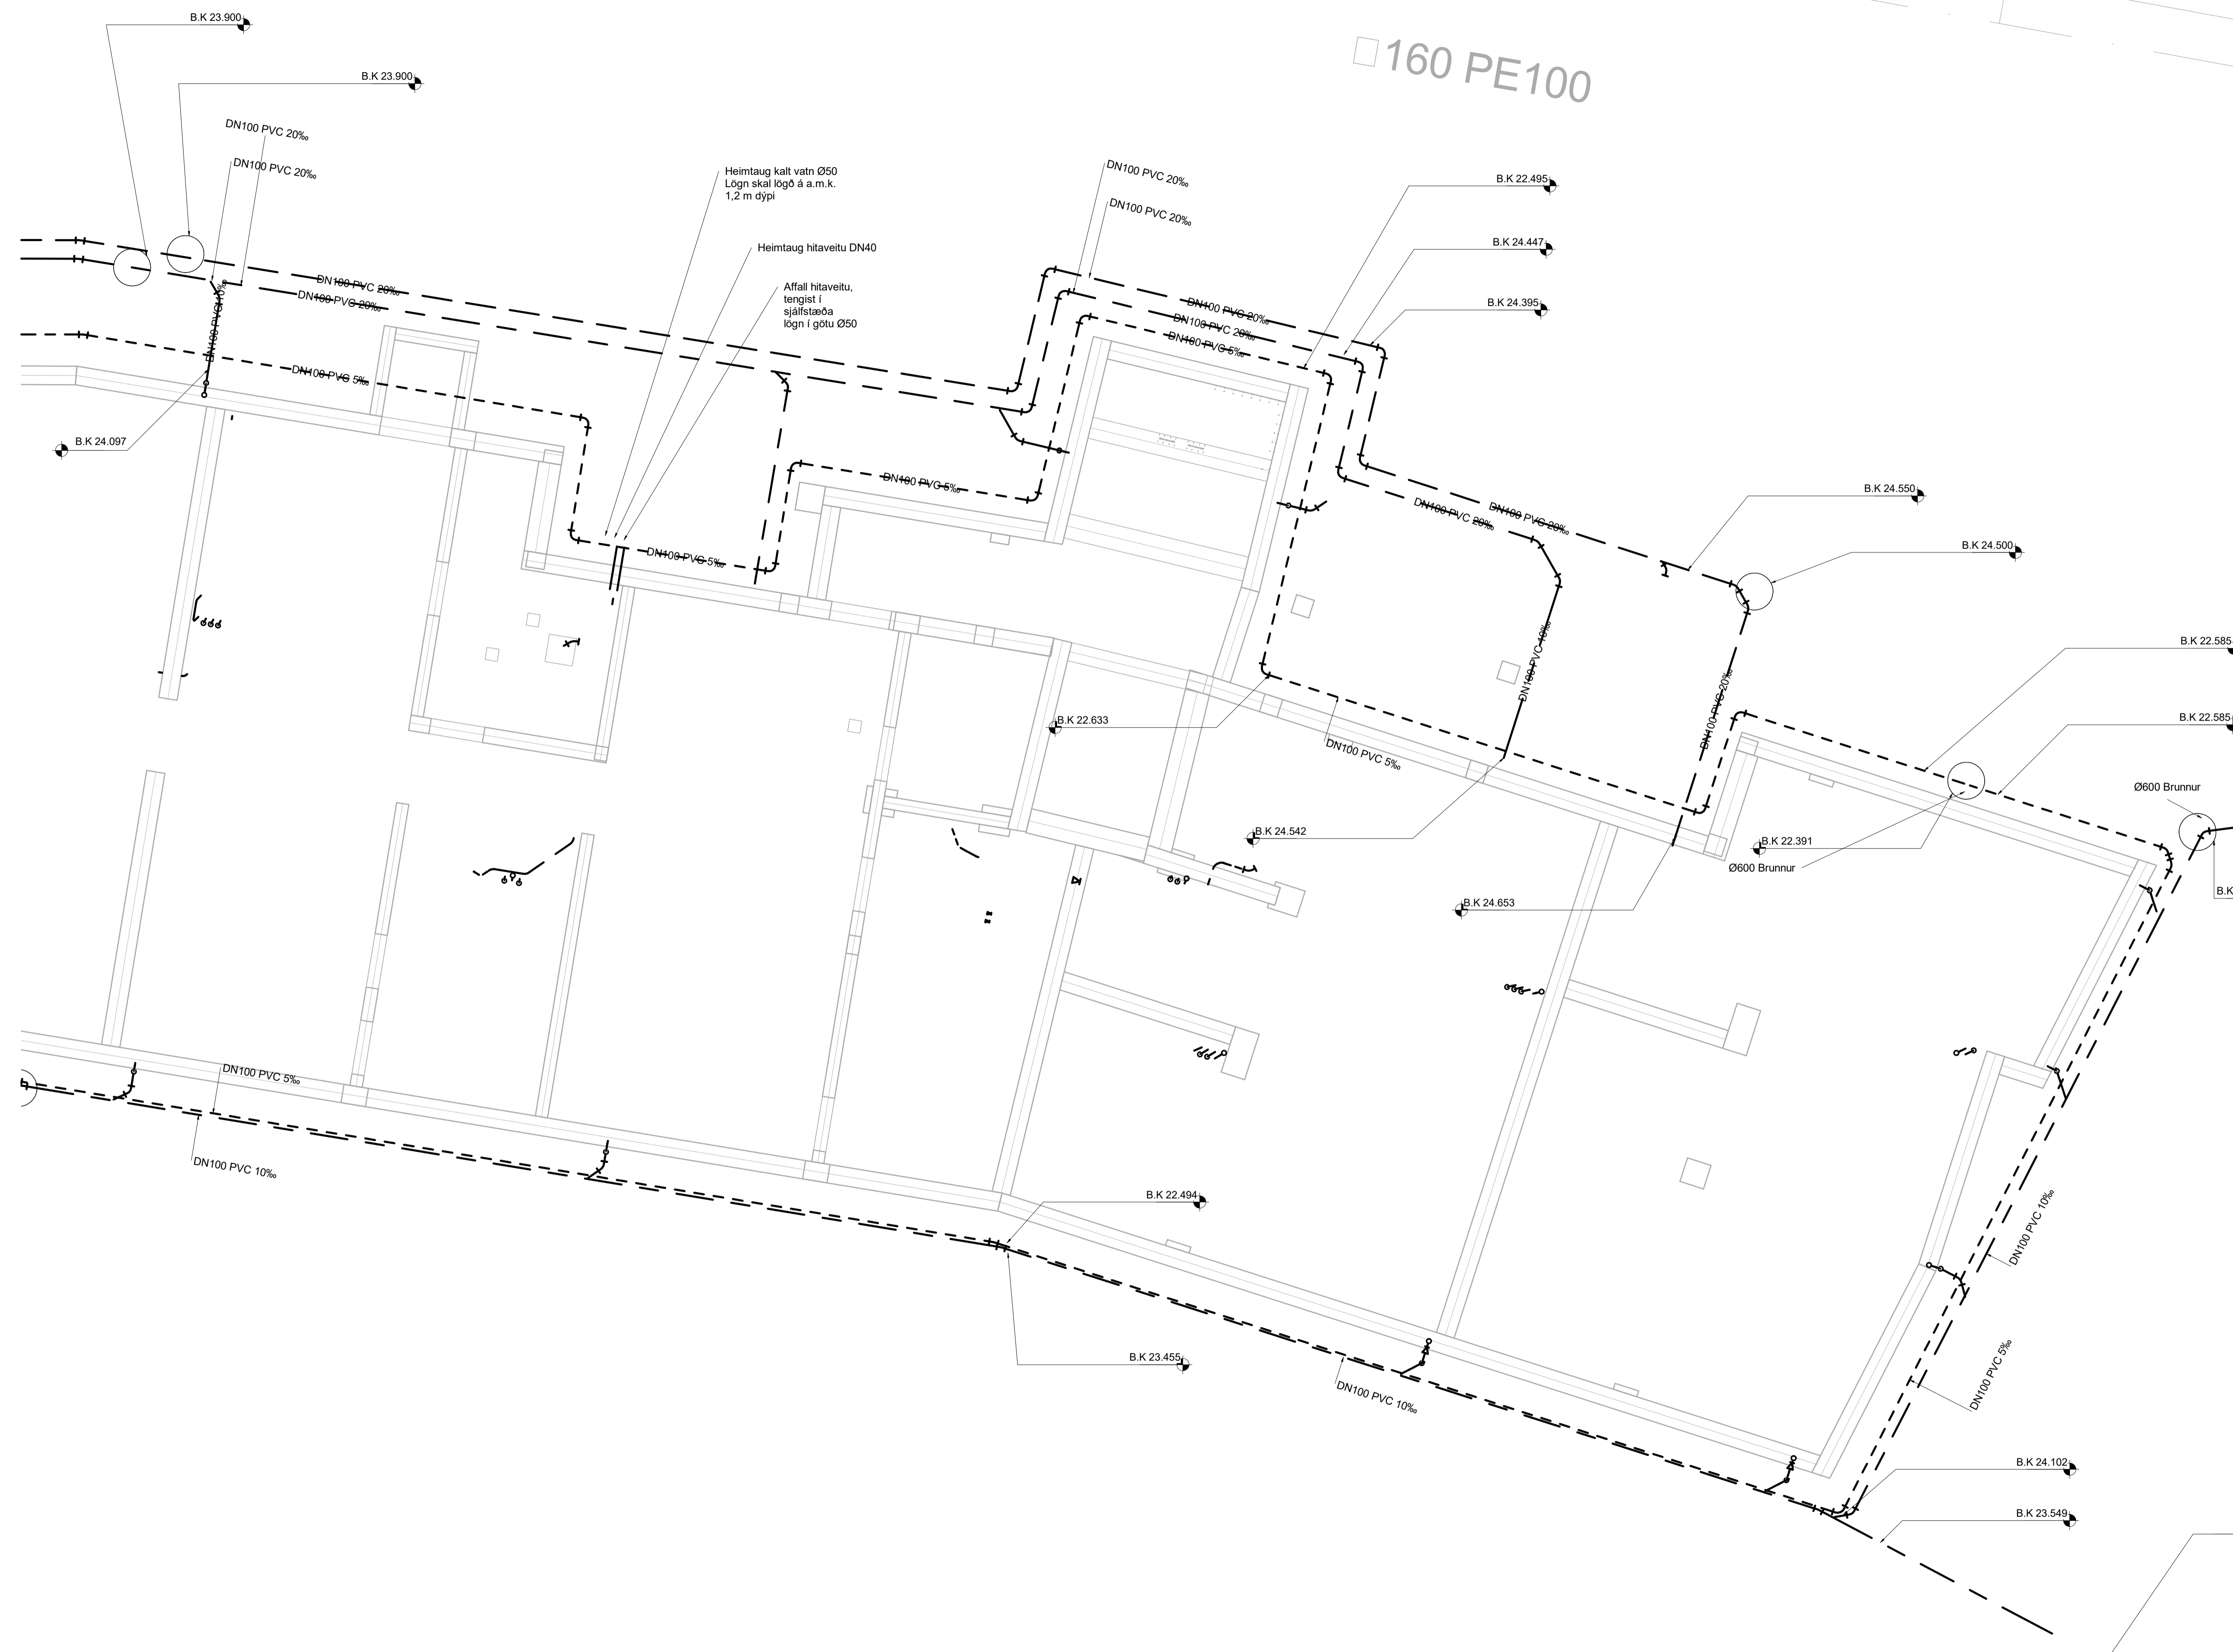 B.K 23.900
□160 PE100
B.K 23.900
DN100 PVC 20‰
DN100 PVC 20‰
Heimtaug kalt vatn Ø50
Lögn skal lögð á a.m.k.
1,2 m dýpi
DN100 PVC 20‰
DN100 PVC 20‰
B.K 22.495
Heimtaug hitaveitu DN40
B.K 24.447
Affall hitaveitu,
tengist í
sjálfstæða
lögn í götu Ø50
B.K 24.395
DN100 PVC 20‰
DN100 PVC 20‰
DN100 PVC 10‰
DN100 PVC 20‰
DN100 PVC 20‰
DN100 PVC 5‰
DN100 PVC 5‰
B.K 24.097
DN100 PVC 5‰
B.K 24.550
DN100 PVC 20‰
DN100 PVC 20‰
B.K 24.500
DN100 PVC 5‰
B.K 22.585
DN100 PVC 10‰
DN100 PVC 20‰
B.K 22.633
B.K 22.585
DN100 PVC 5‰
Ø600 Brunnur
B.K 24.542
B.K 22.391
Ø600 Brunnur
B.K
B.K 24.653
DN100 PVC 5‰
DN100 PVC 10‰
B.K 22.494
DN100 PVC 10‰
B.K 23.455
DN100 PVC 10‰
DN100 PVC 5‰
B.K 24.102
B.K 23.549